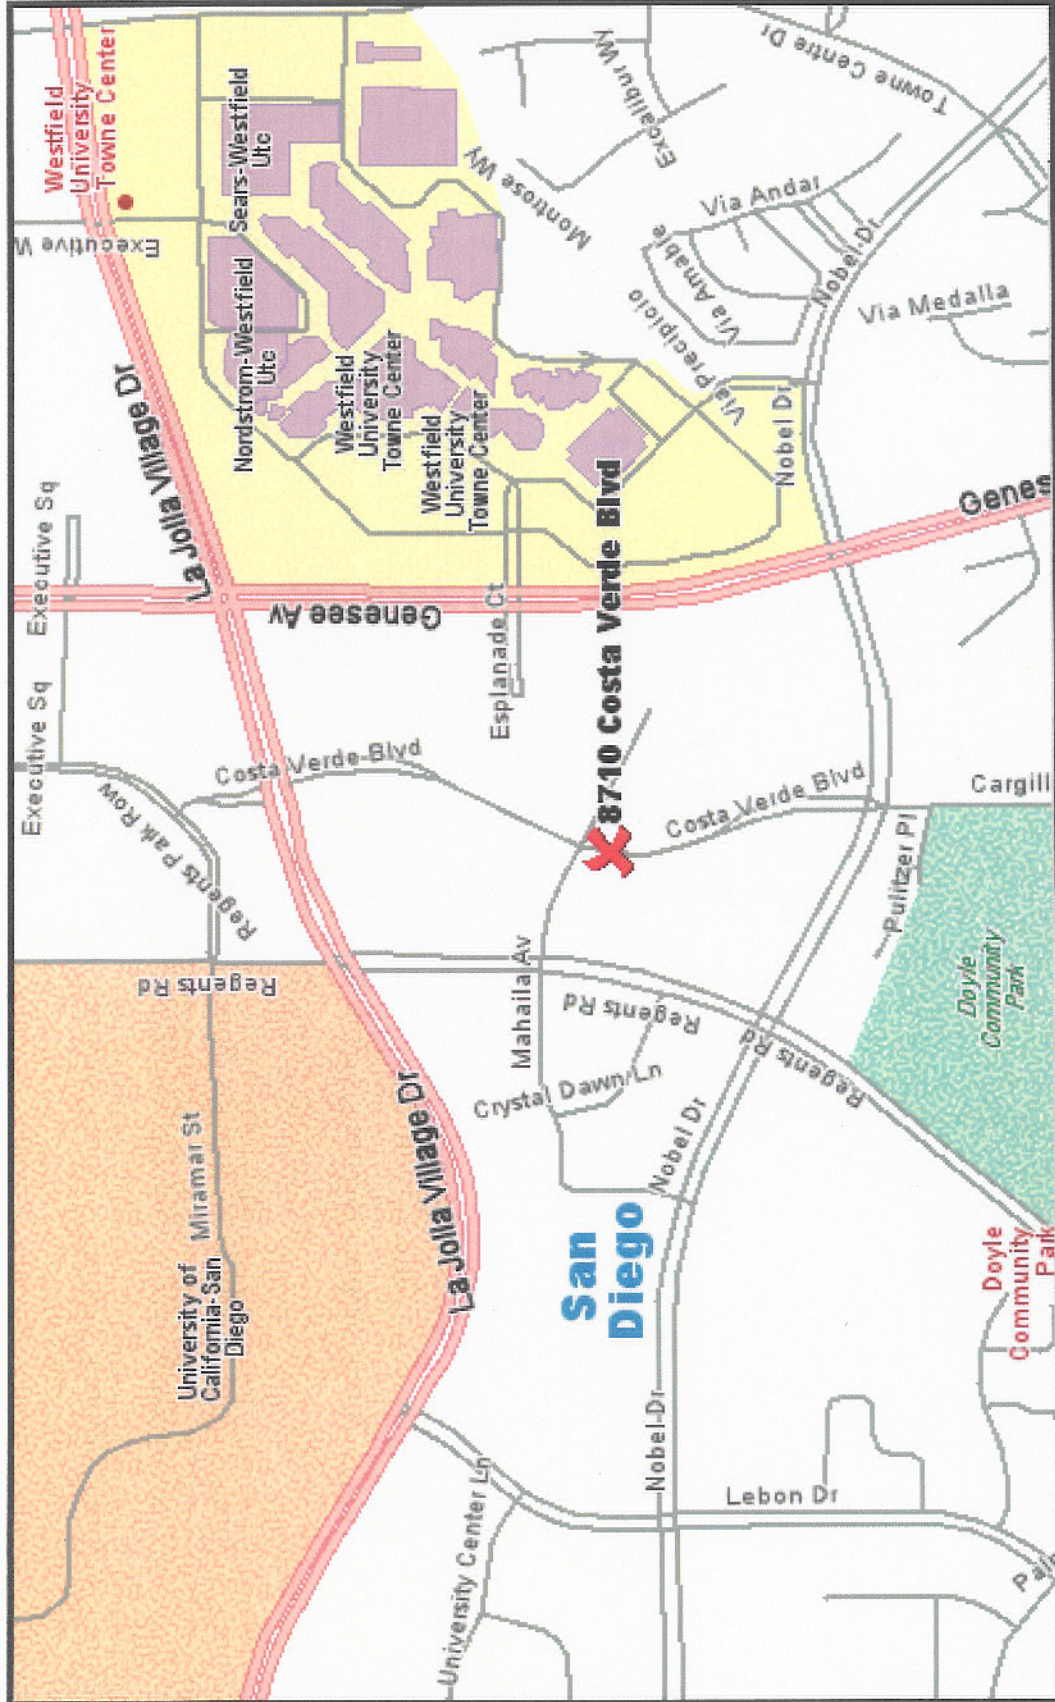 Westfield
University
Towne Center
Executive W
Sears-Westfield
Utc
Nordstrom-Westfield
Utc
Westfield
University
Towne Center
Westfield
University
Towne Center
Montrose Wy
Excalibur Wy
Towne Centre Dr
Via Andar
Via Amable
Via Precipicio
Via Medalla
Nobel Dr
Nobel Dr
Genes
La Jolla Village Dr
Executive Sq
Executive Sq
Genesee Av
Esplanade Ct
8710 Costa Verde Blvd
Costa Verde Blvd
Costa Verde Blvd
Cargill
Pulitzer Pl
Regents Park Row
Regents Rd
Mahaila Av
Regents Rd
Regents Rd
Crystal Dawn Ln
Doyle
Community
Park
Nobel Dr
Miramar St
University of
California-San
Diego
La Jolla Village Dr
San
Diego
Doyle
Community
Park
Nobel Dr
Lebon Dr
University Center Ln